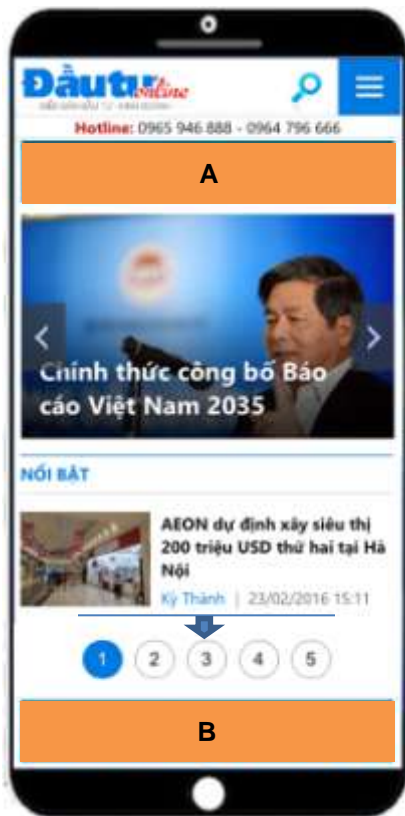 Đầu tư online
Hotline: 0965 946 888 - 0964 796 666
A
Chính thức công bố Báo
cáo Việt Nam 2035
NỔI BẬT
AEON dự định xây siêu thị
200 triệu USD thứ hai tại Hà
Nội
Kỳ Thành | 23/02/2016 15:11
1 2 3 4 5
B